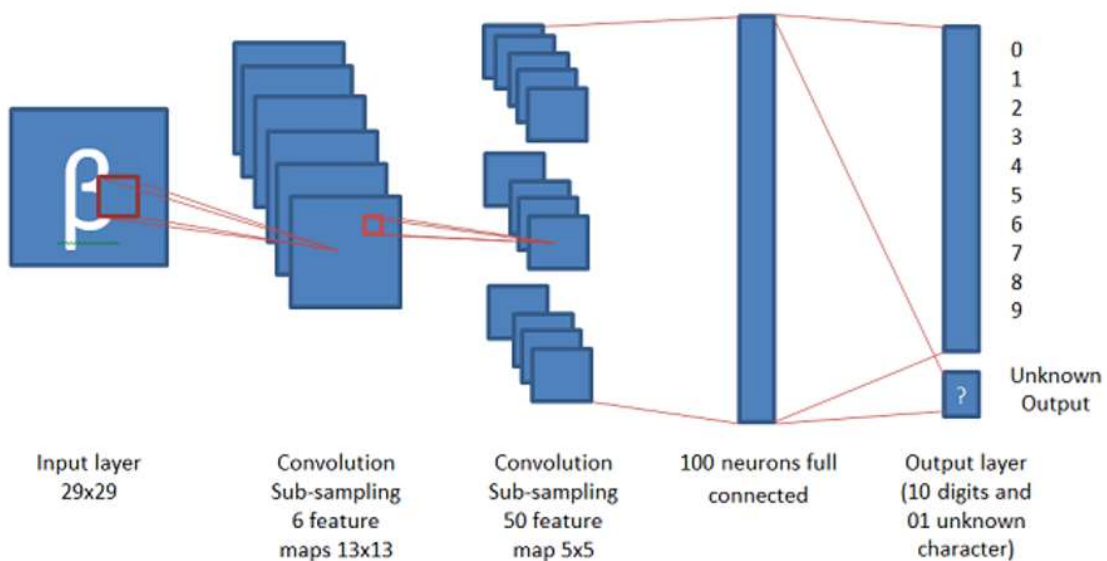 β
0
1
2
3
4
5
6
7
8
9
?
Unknown
Output
Input layer
29x29
Convolution
Sub-sampling
6 feature
maps 13x13
Convolution
Sub-sampling
50 feature
map 5x5
100 neurons full
connected
Output layer
(10 digits and
01 unknown
character)